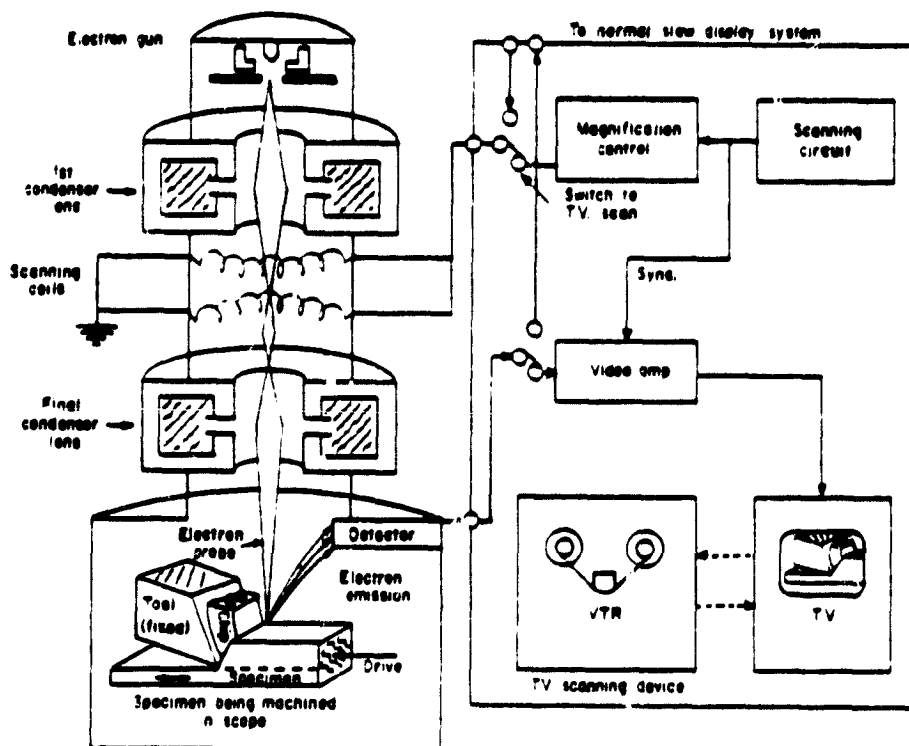 Electron gun
To normal slew display system
Magnification
control
Scanning
circuit
1st
condenser
lens
Switch to
TV. scan
Scanning
coils
Sync.
Video amp
Final
condenser
lens
Electron
probe
Detector
Electron
emission
Tool
(fixed)
VTR
TV
Drive
Specimen
TV scanning device
Specimen being machined
n scope